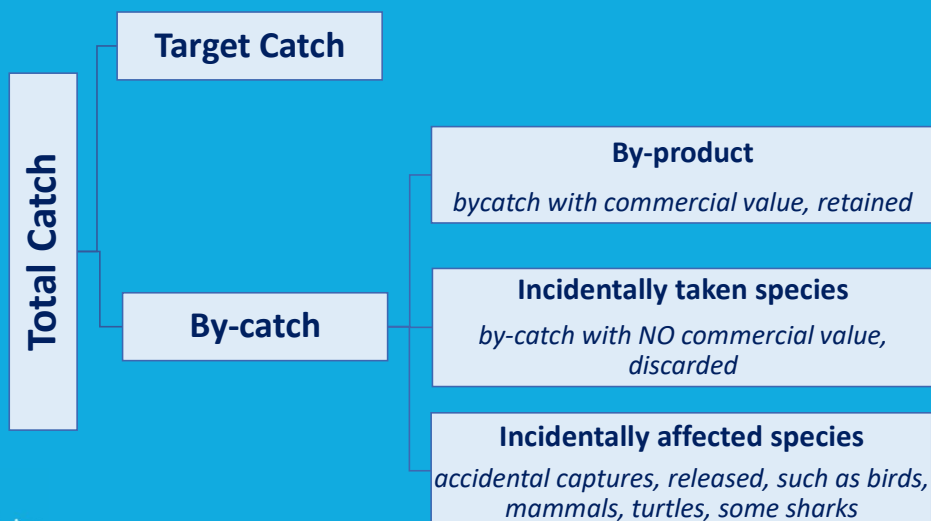 Total Catch
Target Catch
By-catch
By-product
bycatch with commercial value, retained
Incidentally taken species
by-catch with NO commercial value,
discarded
Incidentally affected species
accidental captures, released, such as birds,
mammals, turtles, some sharks